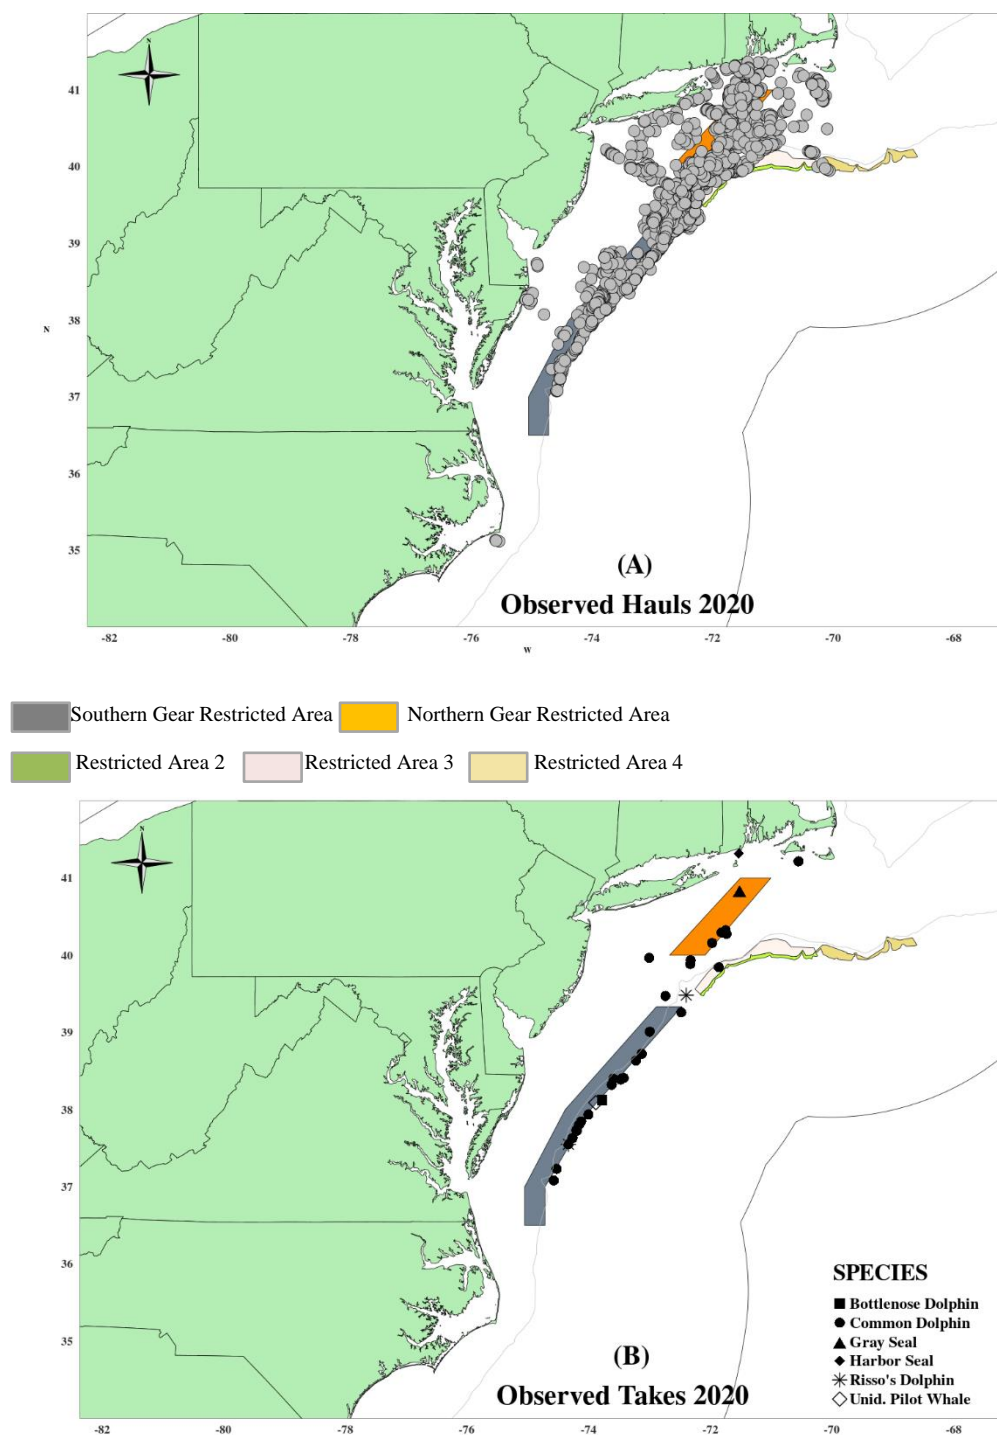 N
41
40
39
N
38
37
36
35
(A)
Observed Hauls 2020
-82 -80 -78 -76 -74 -72 -70 -68
W
Southern Gear Restricted Area Northern Gear Restricted Area
Restricted Area 2 Restricted Area 3 Restricted Area 4
N
41
40
39
38
37
36
35
SPECIES
Bottlenose Dolphin
Common Dolphin
Gray Seal
Harbor Seal
Risso's Dolphin
Unid. Pilot Whale
(B)
Observed Takes 2020
-82 -80 -78 -76 -74 -72 -70 -68